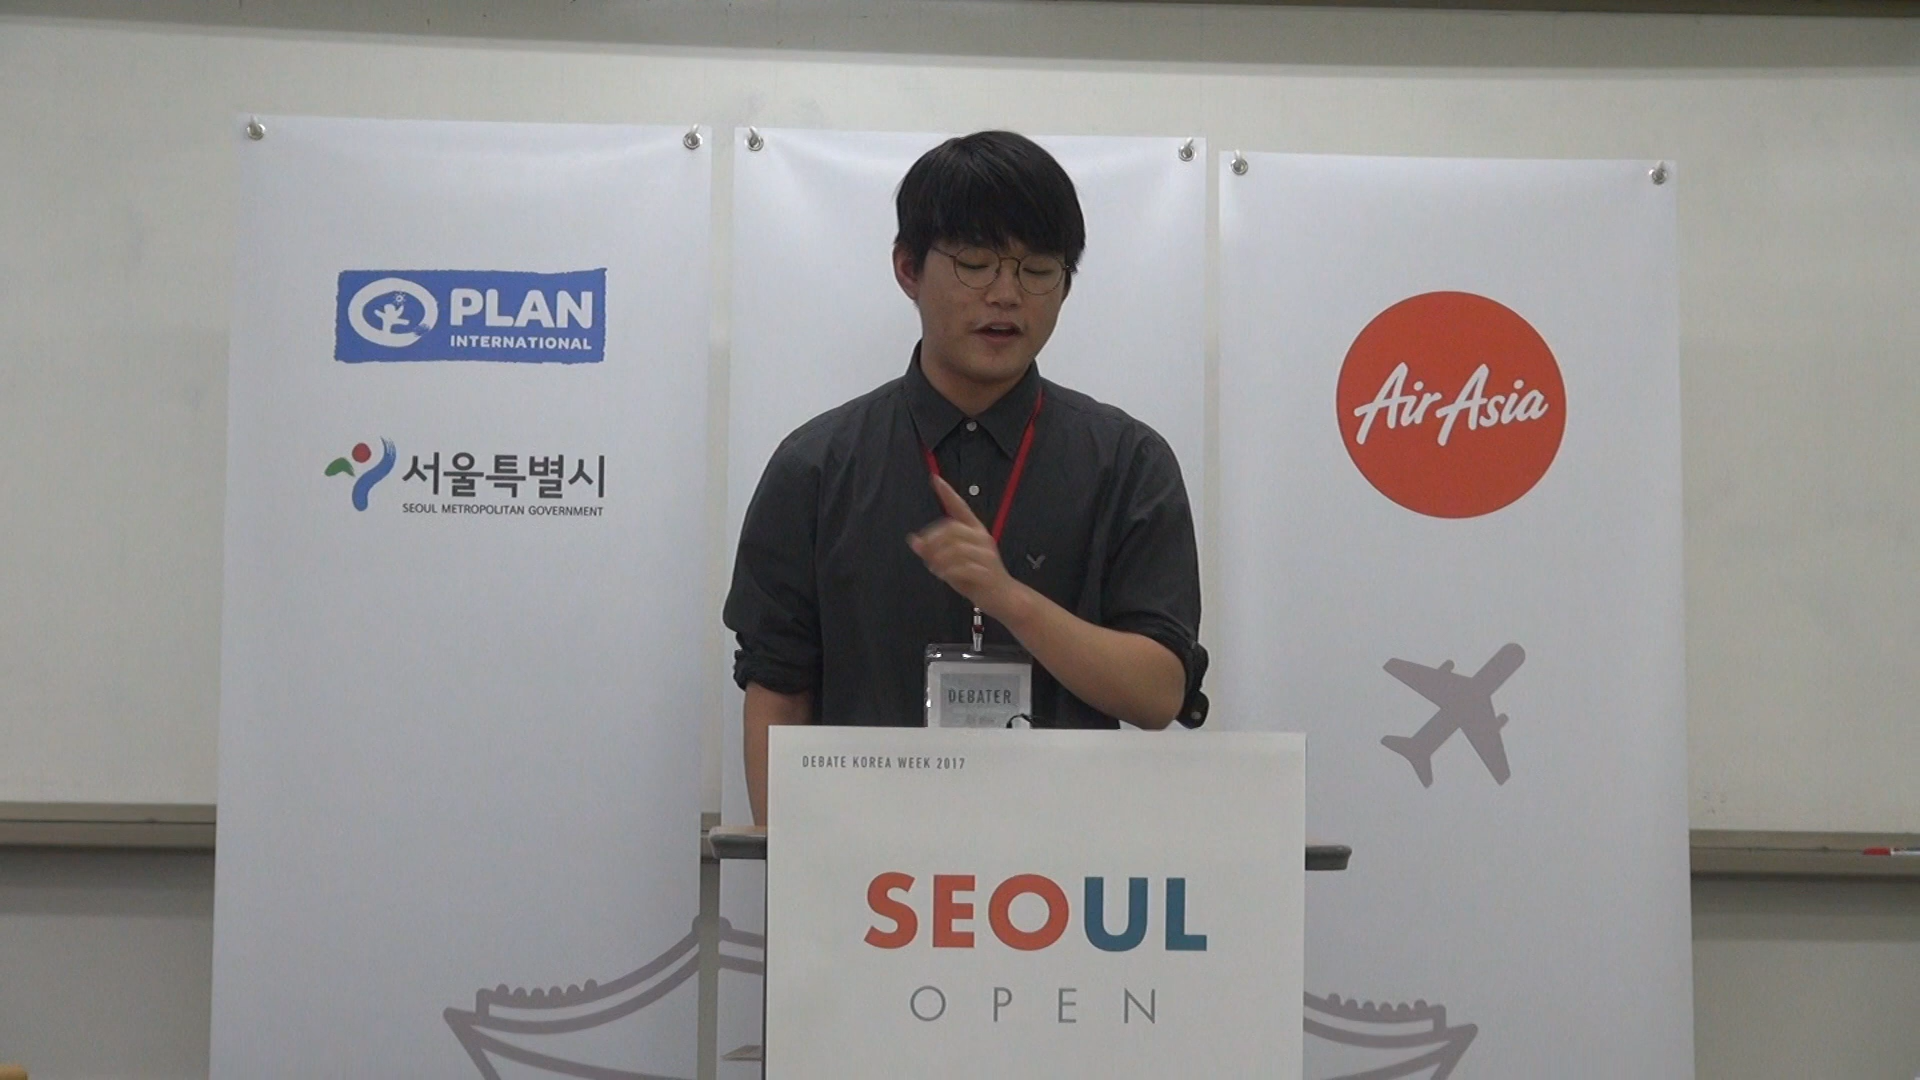 PLAN
INTERNATIONAL
서울특별시
SEOUL METROPOLITAN GOVERNMENT
AirAsia
DEBATER
DEBATE KOREA WEEK 2017
SEOUL
OPEN